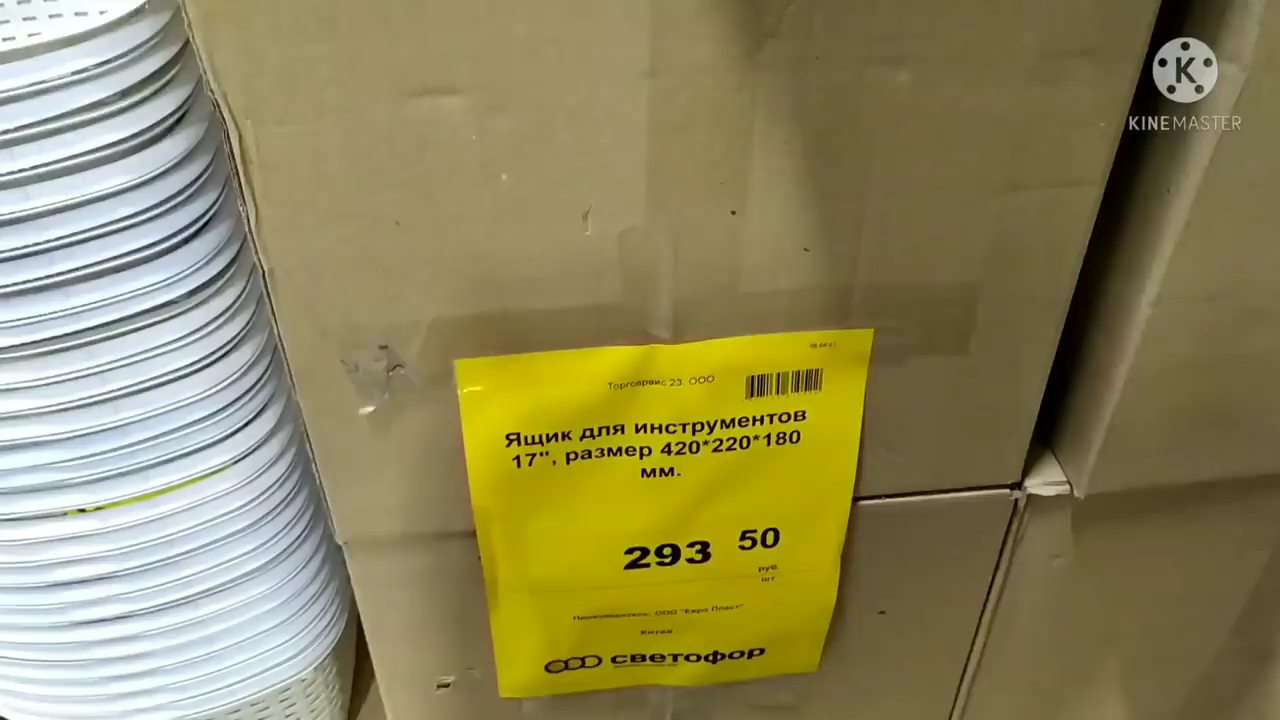 KINEMASTER
Торгсервис 23, ООО
Ящик для инструментов
17", размер 420*220*180
мм.
293 50
руб.
шт
Производитель: ООО "Евро Пласт"
Китай
светофор